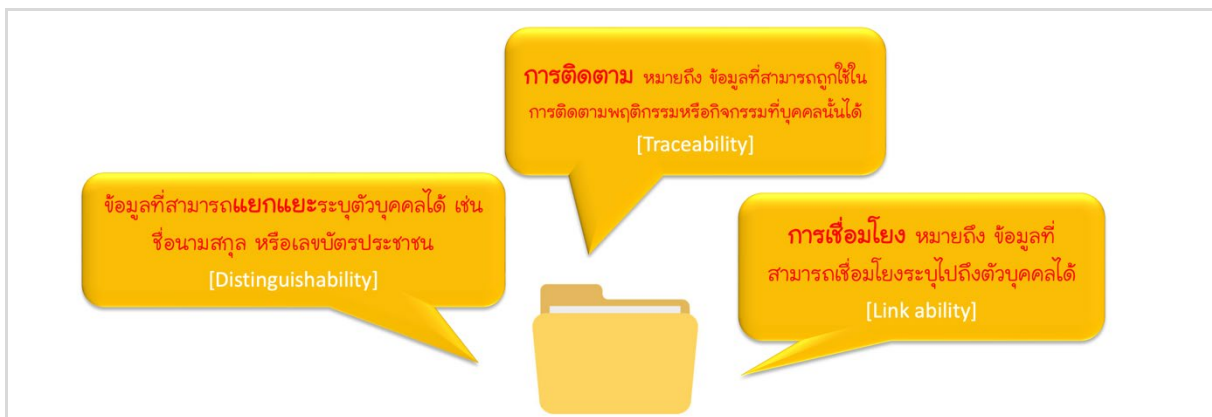 การติดตาม หมายถึง ข้อมูลที่สามารถถูกใช้ใน
การติดตามพฤติกรรมหรือกิจกรรมที่บุคคลนั้นได้
[Traceability]
ข้อมูลที่สามารถแยกแยะระบุตัวบุคคลได้ เช่น
ชื่อนามสกุล หรือเลขบัตรประชาชน
[Distinguishability]
การเชื่อมโยง หมายถึง ข้อมูลที่
สามารถเชื่อมโยงระบุไปถึงตัวบุคคลได้
[Link ability]